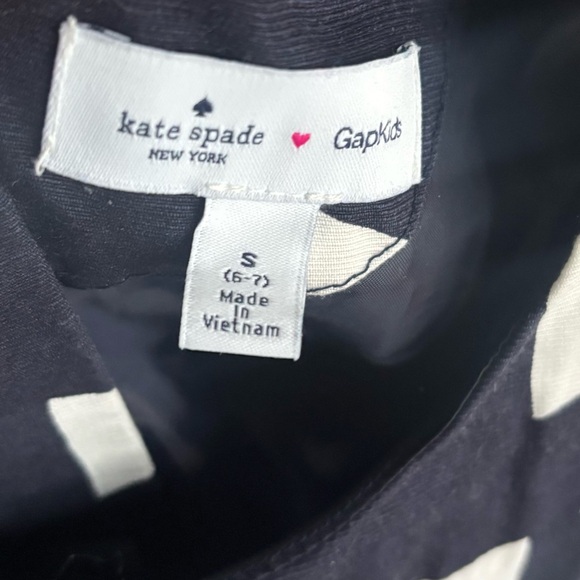 kate spade
NEW YORK
GapKids
S
(6-7)
Made
In
Vietnam